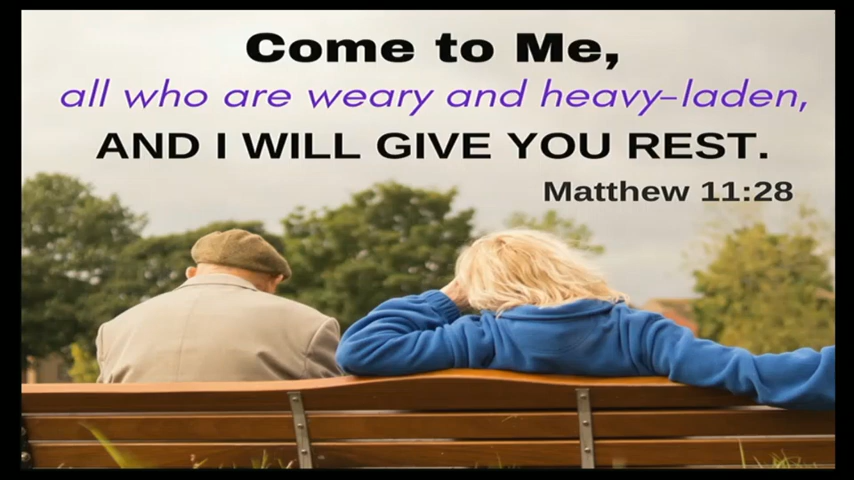 Come to Me,
all who are weary and heavy-laden,
AND I WILL GIVE YOU REST.
Matthew 11:28